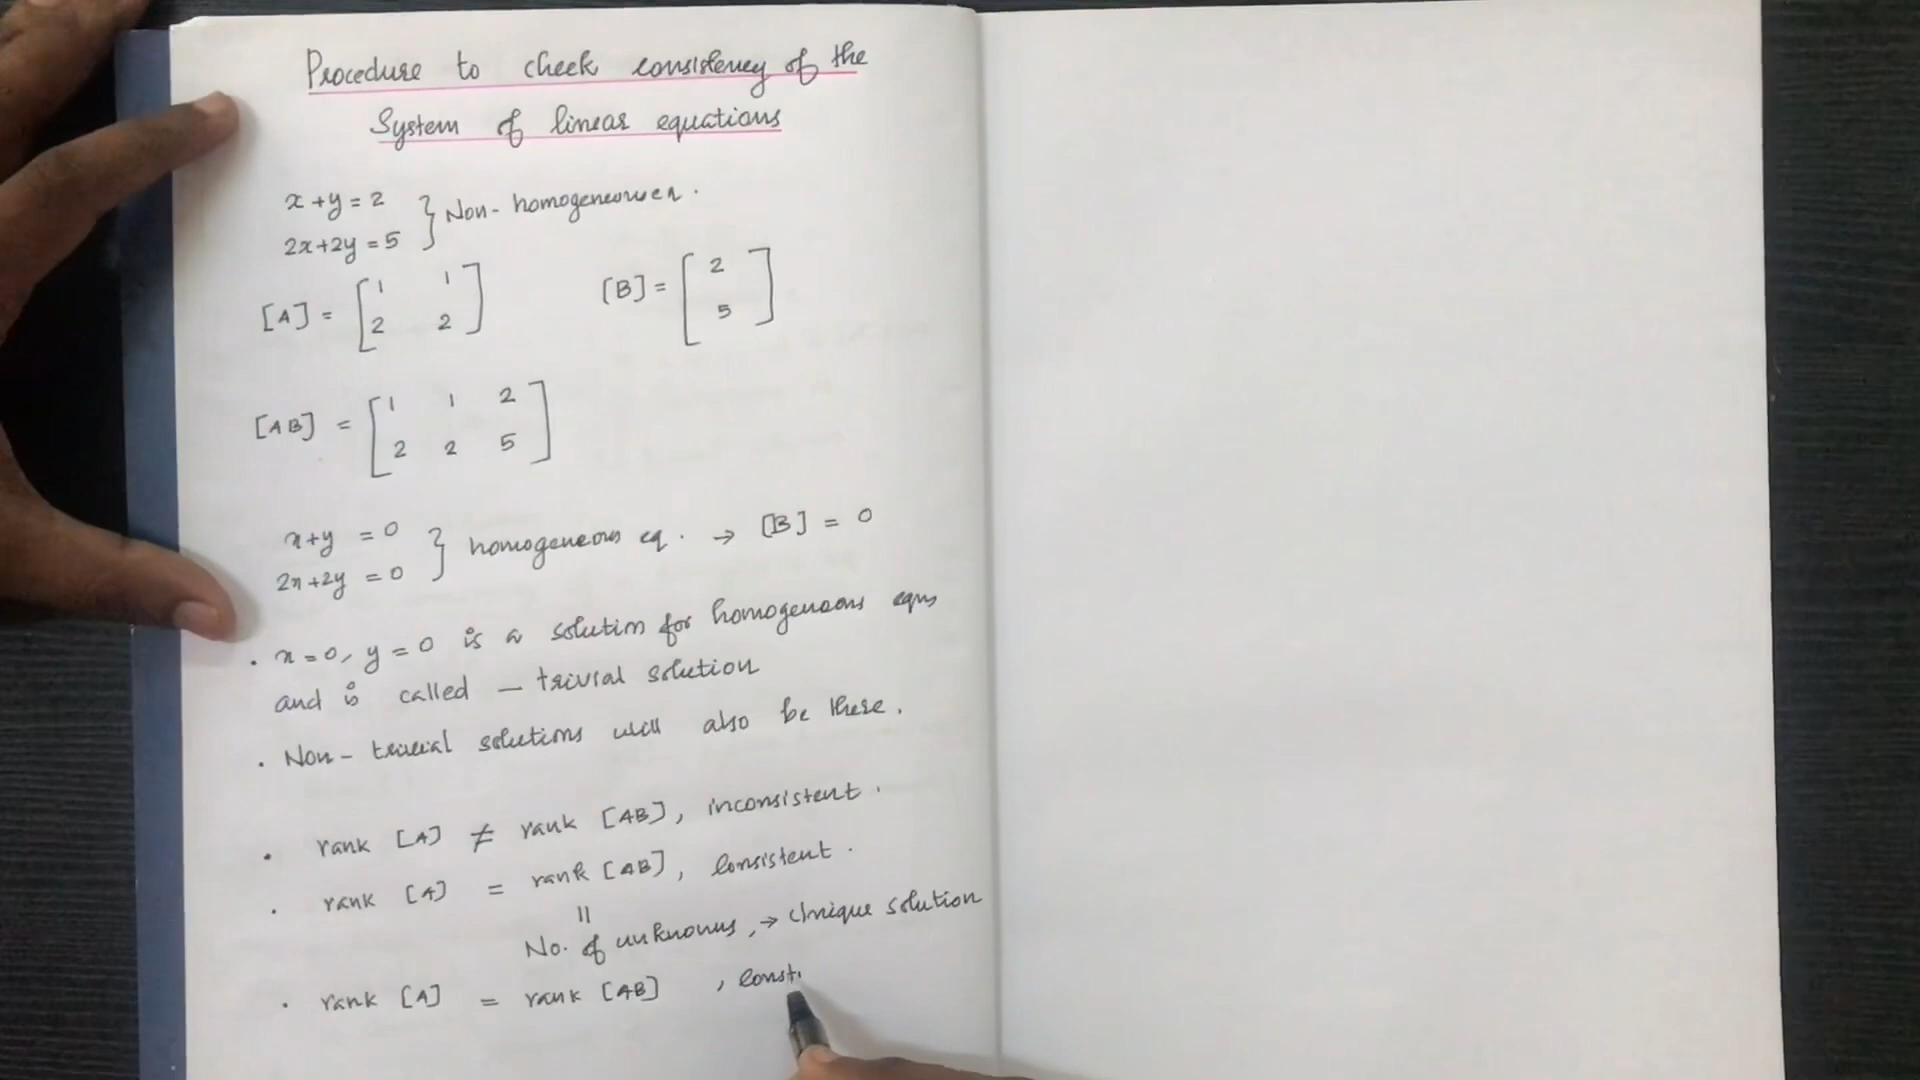 Procedure to check consistency of the
System of linear equations
x + y = 2
2x + 2y = 5 } Non-homogeneous eq.
[A] = [ 1 1
2 2 ]
[B] = [ 2
5 ]
[AB] = [ 1 1 2
2 2 5 ]
x + y = 0
2x + 2y = 0 } homogeneous eq. → [B] = 0
. x = 0, y = 0 is a solution for homogeneous eqns
and is called – trivial solution
. Non-trivial solutions will also be there.
. rank [A] ≠ rank [AB], inconsistent.
. rank [A] = rank [AB], consistent.
||
No. of unknowns, → Unique solution
. rank [A] = rank [AB] , const